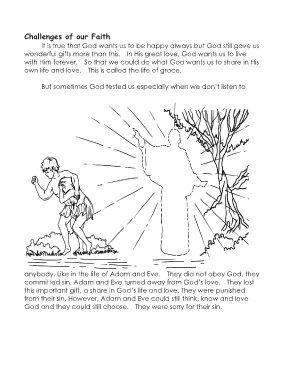 Challenges of our Faith
It is true that God wants us to be happy always but God still gave us
wonderful gifts more than this. In His great love, God wants us to live
with Him forever. So that we could do what God wants us to share in His
own life and love. This is called the life of grace.
But sometimes God tested us especially when we don't listen to
anybody. Like in the life of Adam and Eve. They did not obey God, they
committed sin. Adam and Eve turned away from God's love. They lost
this important gift, a share in God's life and love. They were punished
from their sin. However, Adam and Eve could still think, know and love
God and they could still choose. They were sorry for their sin.